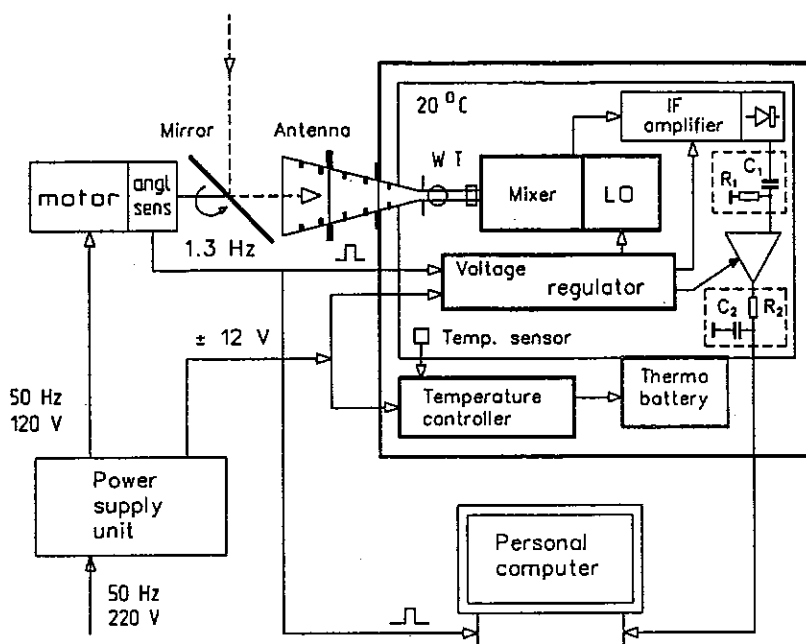 20 °C
IF
amplifier
Mirror
Antenna
W T
C1
R1
motor
angl
sens
Mixer
LO
1.3 Hz
Voltage
regulator
C2
R2
± 12 V
Temp. sensor
Thermo
battery
Temperature
controller
50 Hz
120 V
Power
supply
unit
Personal
computer
50 Hz
220 V